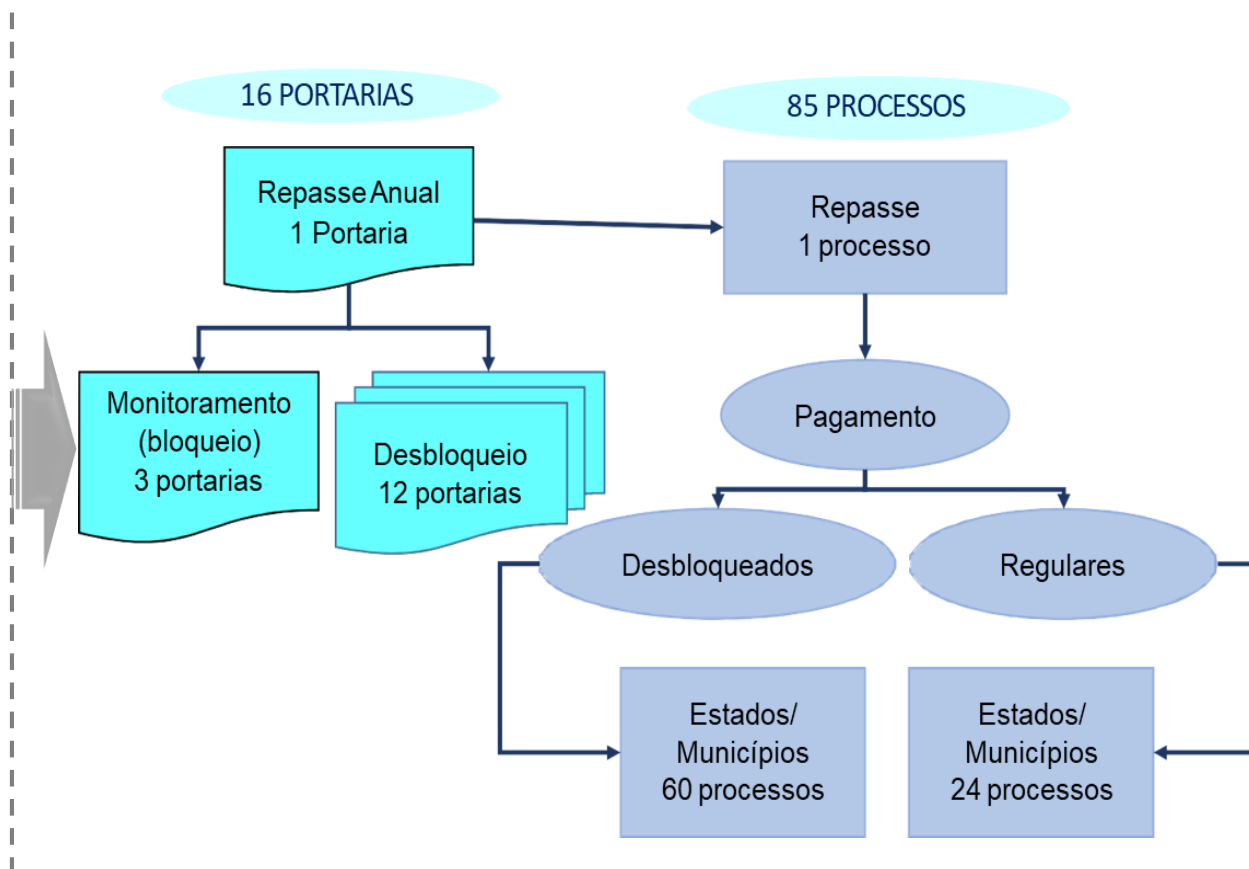 16 PORTARIAS
85 PROCESSOS
Repasse Anual
1 Portaria
Repasse
1 processo
Monitoramento
(bloqueio)
3 portarias
Desbloqueio
12 portarias
Pagamento
Desbloqueados
Regulares
Estados/
Municípios
60 processos
Estados/
Municípios
24 processos